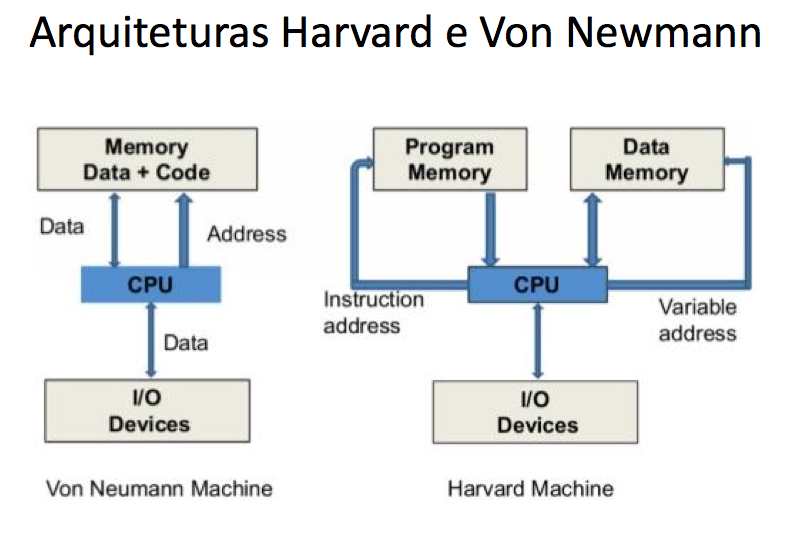 Arquiteturas Harvard e Von Newmann
Memory
Data + Code
Data
Address
CPU
Data
I/O
Devices
Von Neumann Machine
Program
Memory
Data
Memory
CPU
Instruction
address
Variable
address
I/O
Devices
Harvard Machine